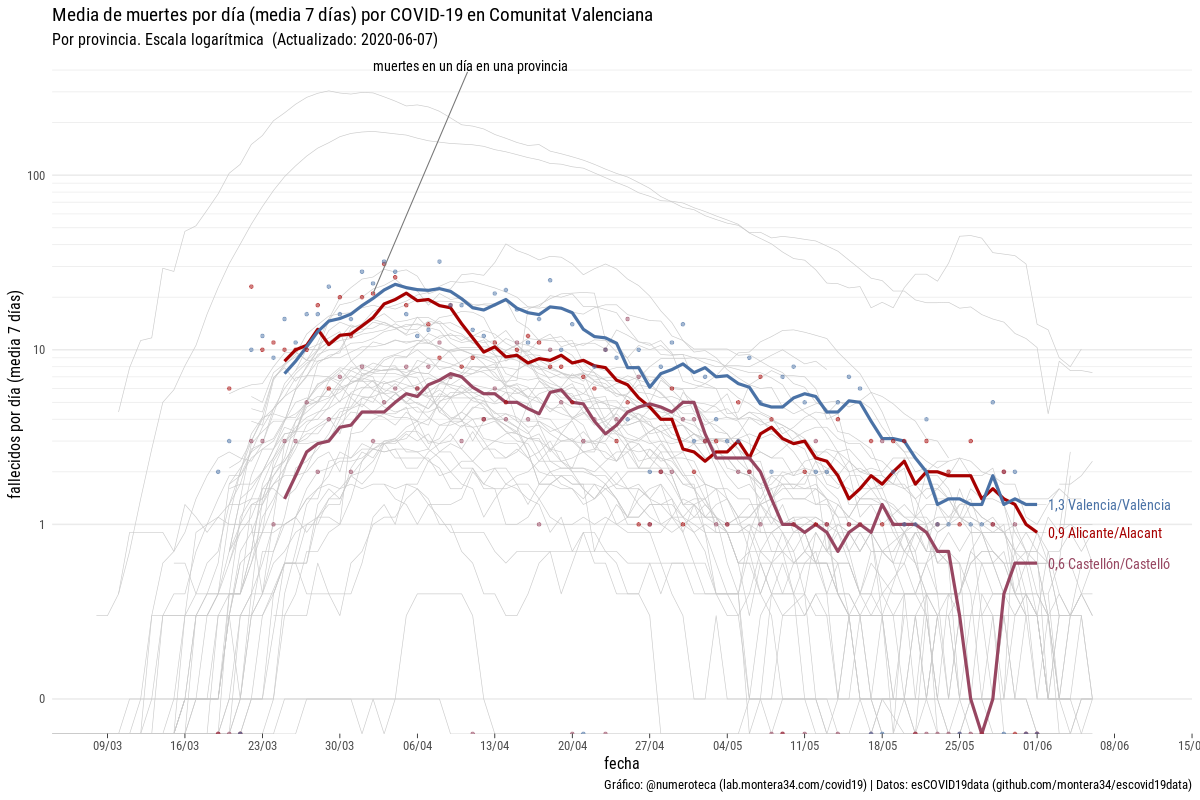 Media de muertes por día (media 7 días) por COVID-19 en Comunitat Valenciana
Por provincia. Escala logarítmica (Actualizado: 2020-06-07)
muertes en un día en una provincia
fallecidos por día (media 7 días)
100
10
1
0
1,3 Valencia/València
0,9 Alicante/Alacant
0,6 Castellón/Castelló
09/03 16/03 23/03 30/03 06/04 13/04 20/04 27/04 04/05 11/05 18/05 25/05 01/06 08/06 15/0
fecha
Gráfico: @numeroteca (lab.montera34.com/covid19) | Datos: esCOVID19data (github.com/montera34/escovid19data)